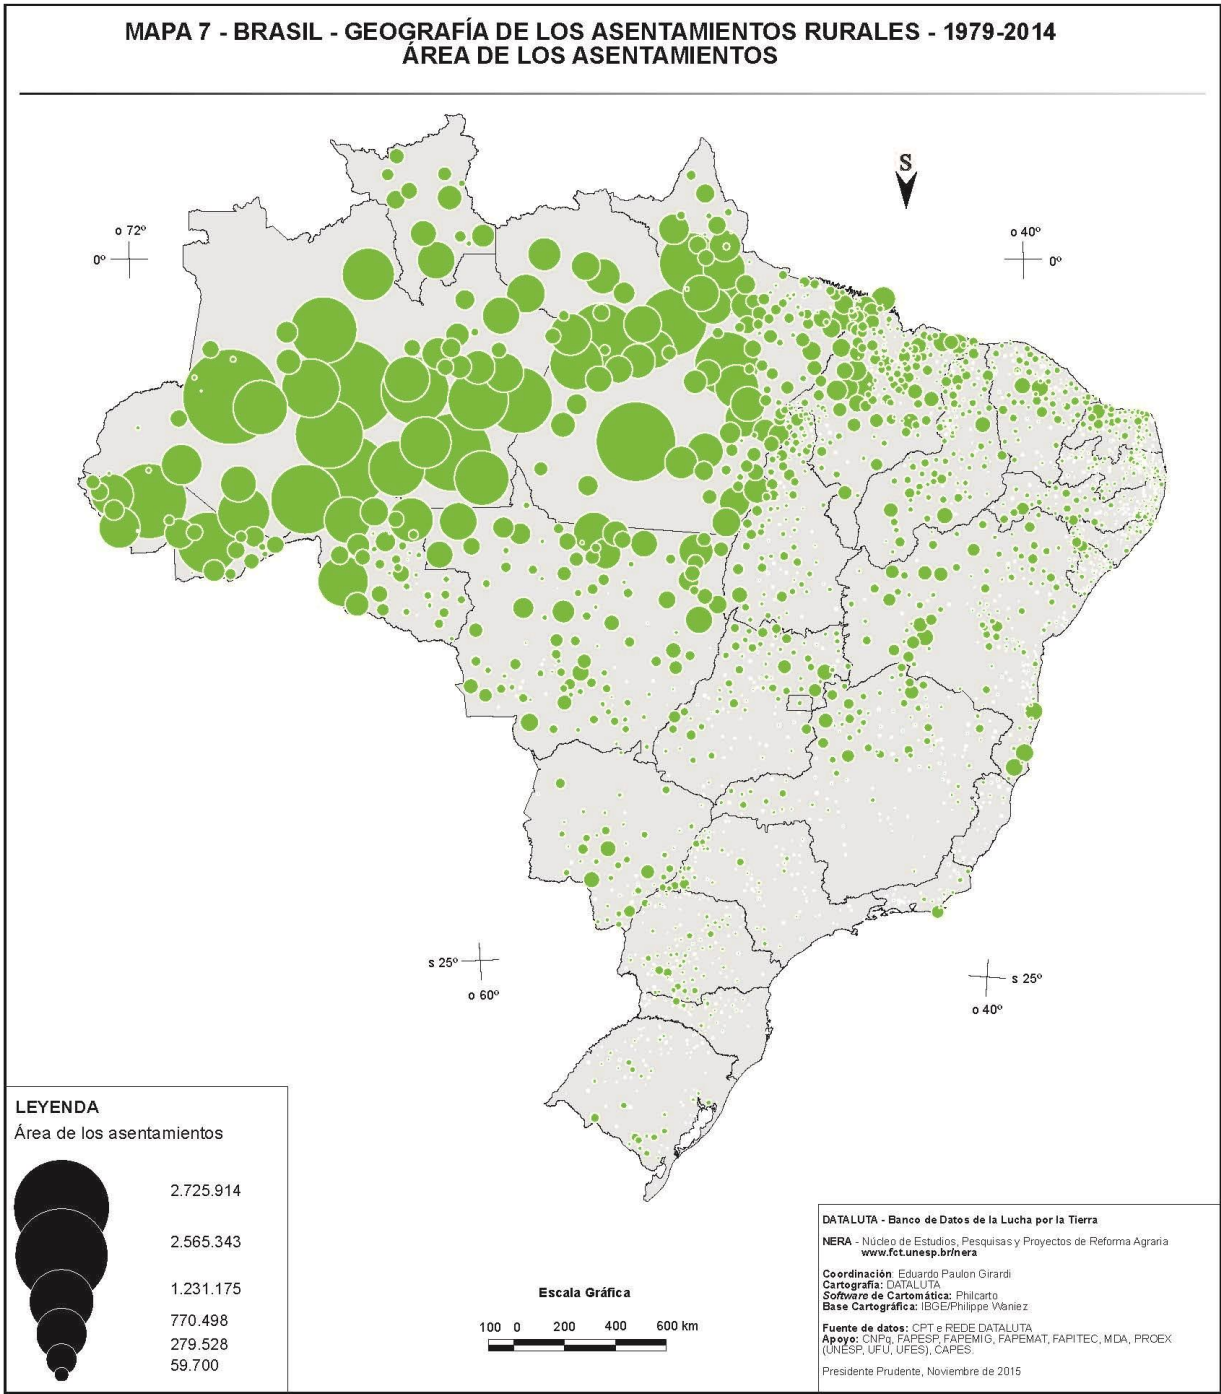 MAPA 7 - BRASIL - GEOGRAFÍA DE LOS ASENTAMIENTOS RURALES - 1979-2014
ÁREA DE LOS ASENTAMIENTOS
S
o 72º
0º
o 40º
0º
s 25º
o 60º
s 25º
o 40º
LEYENDA
Área de los asentamientos
2.725.914
2.565.343
1.231.175
770.498
279.528
59.700
Escala Gráfica
100 0 200 400 600 km
DATALUTA - Banco de Datos de la Lucha por la Tierra
NERA - Núcleo de Estudios, Pesquisas y Proyectos de Reforma Agraria
www.fct.unesp.br/nera
Coordinación: Eduardo Paulon Girardi
Cartografía: DATALUTA
Software de Cartomática: Philcarto
Base Cartográfica: IBGE/Philippe Waniez
Fuente de datos: CPT e REDE DATALUTA
Apoyo: CNPq, FAPESP, FAPEMIG, FAPEMAT, FAPITEC, MDA, PROEX
(UNESP, UFU, UFES), CAPES.
Presidente Prudente, Noviembre de 2015